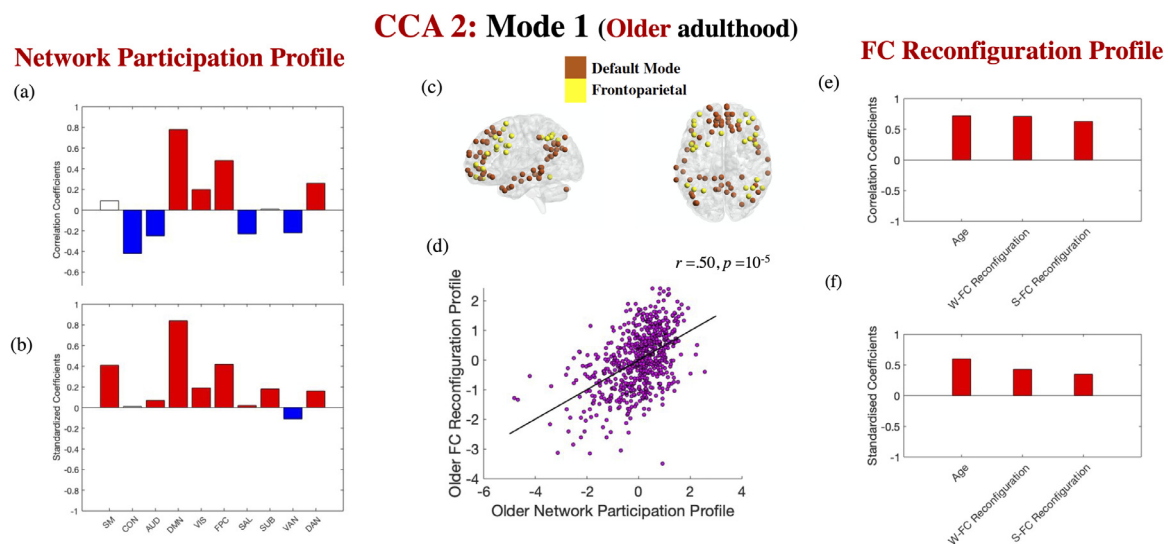 CCA 2: Mode 1 (Older adulthood)
Network Participation Profile
(a)
1
0.8
0.6
0.4
0.2
0
-0.2
-0.4
-0.6
Correlation Coefficients
(b)
1
0.8
0.6
0.4
0.2
0
-0.2
-0.4
-0.6
-0.8
-1
Standardized Coefficients
SM CON AUD DMN VIS FPC SAL SUB VAN DAN
(c)
Default Mode
Frontoparietal
(d)
r =.50, p =10-5
Older FC Reconfiguration Profile
2
1
0
-1
-2
-3
-4
-6 -4 -2 0 2 4
Older Network Participation Profile
FC Reconfiguration Profile
(e)
1
0.5
0
-0.5
-1
Correlation Coefficients
Age W-FC Reconfiguration S-FC Reconfiguration
(f)
1
0.5
0
-0.5
-1
Standardised Coefficients
Age W-FC Reconfiguration S-FC Reconfiguration